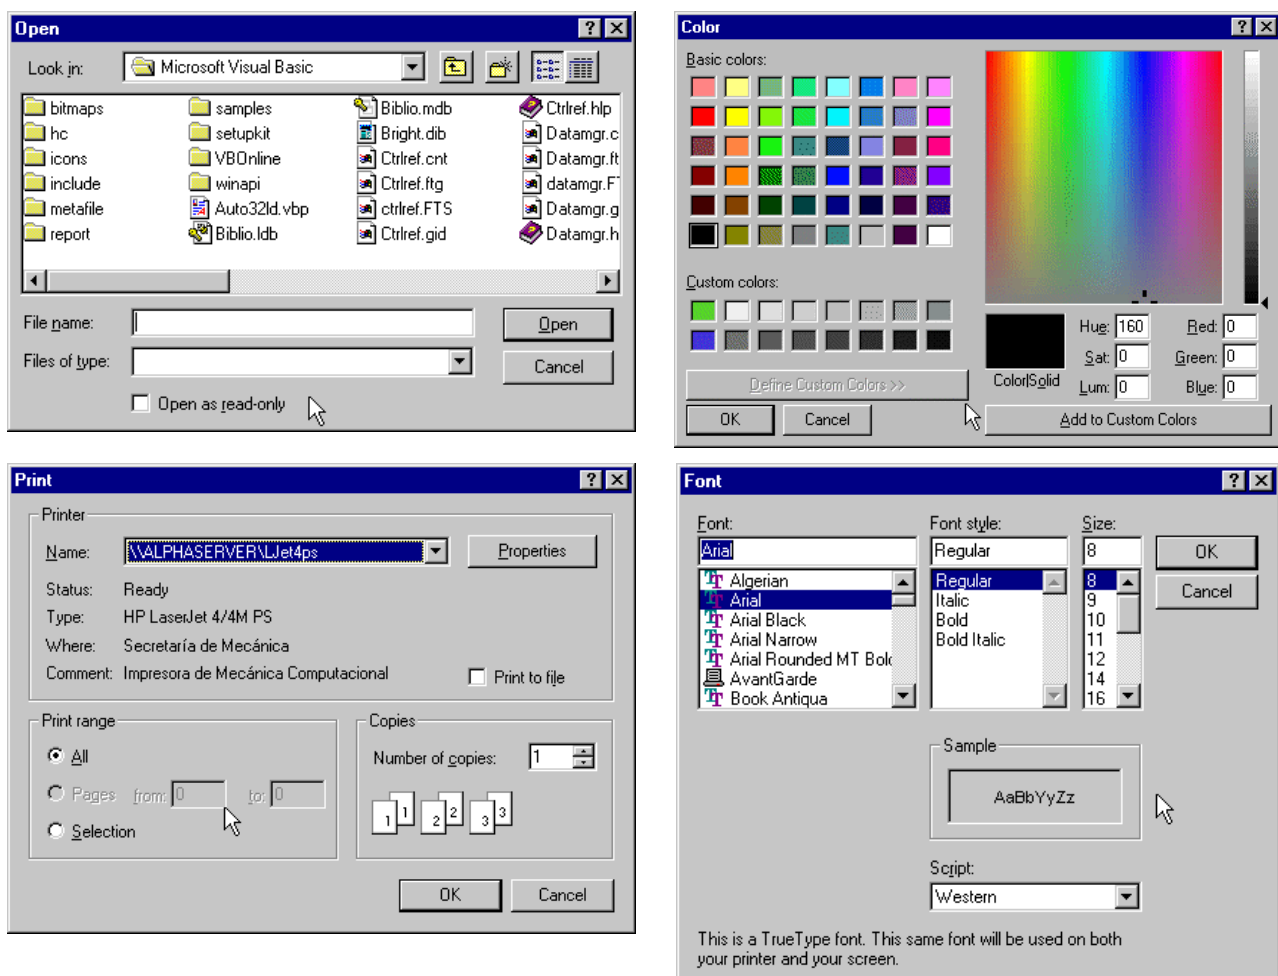 Open
Look in: Microsoft Visual Basic
bitmaps samples Biblio.mdb Ctrlref.hlp
hc setupkit Bright.dib Datamgr.c
icons VBOnline Ctrlref.cnt Datamgr.ft
include winapi Ctrlref.ftg datamgr.F
metafile Auto32ld.vbp ctrlref.FTS Datamgr.g
report Biblio.ldb Ctrlref.gid Datamgr.h
File name: Open
Files of type: Cancel
Open as read-only
Color
Basic colors:
Custom colors:
Define Custom Colors >>
OK Cancel
Color|Solid
Hue: 160 Red: 0
Sat: 0 Green: 0
Lum: 0 Blue: 0
Add to Custom Colors
Print
Printer
Name: \\ALPHASERVER\LJet4ps Properties
Status: Ready
Type: HP LaserJet 4/4M PS
Where: Secretaría de Mecánica
Comment: Impresora de Mecánica Computacional Print to file
Print range
All
Pages from: 0 to: 0
Selection
Copies
Number of copies: 1
1 1 2 2 3 3
OK Cancel
Font
Font: Font style: Size:
Arial Regular 8 OK
Algerian Regular 8 Cancel
Arial Italic 9
Arial Black Bold 10
Arial Narrow Bold Italic 11
Arial Rounded MT Bold 12
AvantGarde 14
Book Antiqua 16
Sample
AaBbYyZz
Script:
Western
This is a TrueType font. This same font will be used on both
your printer and your screen.